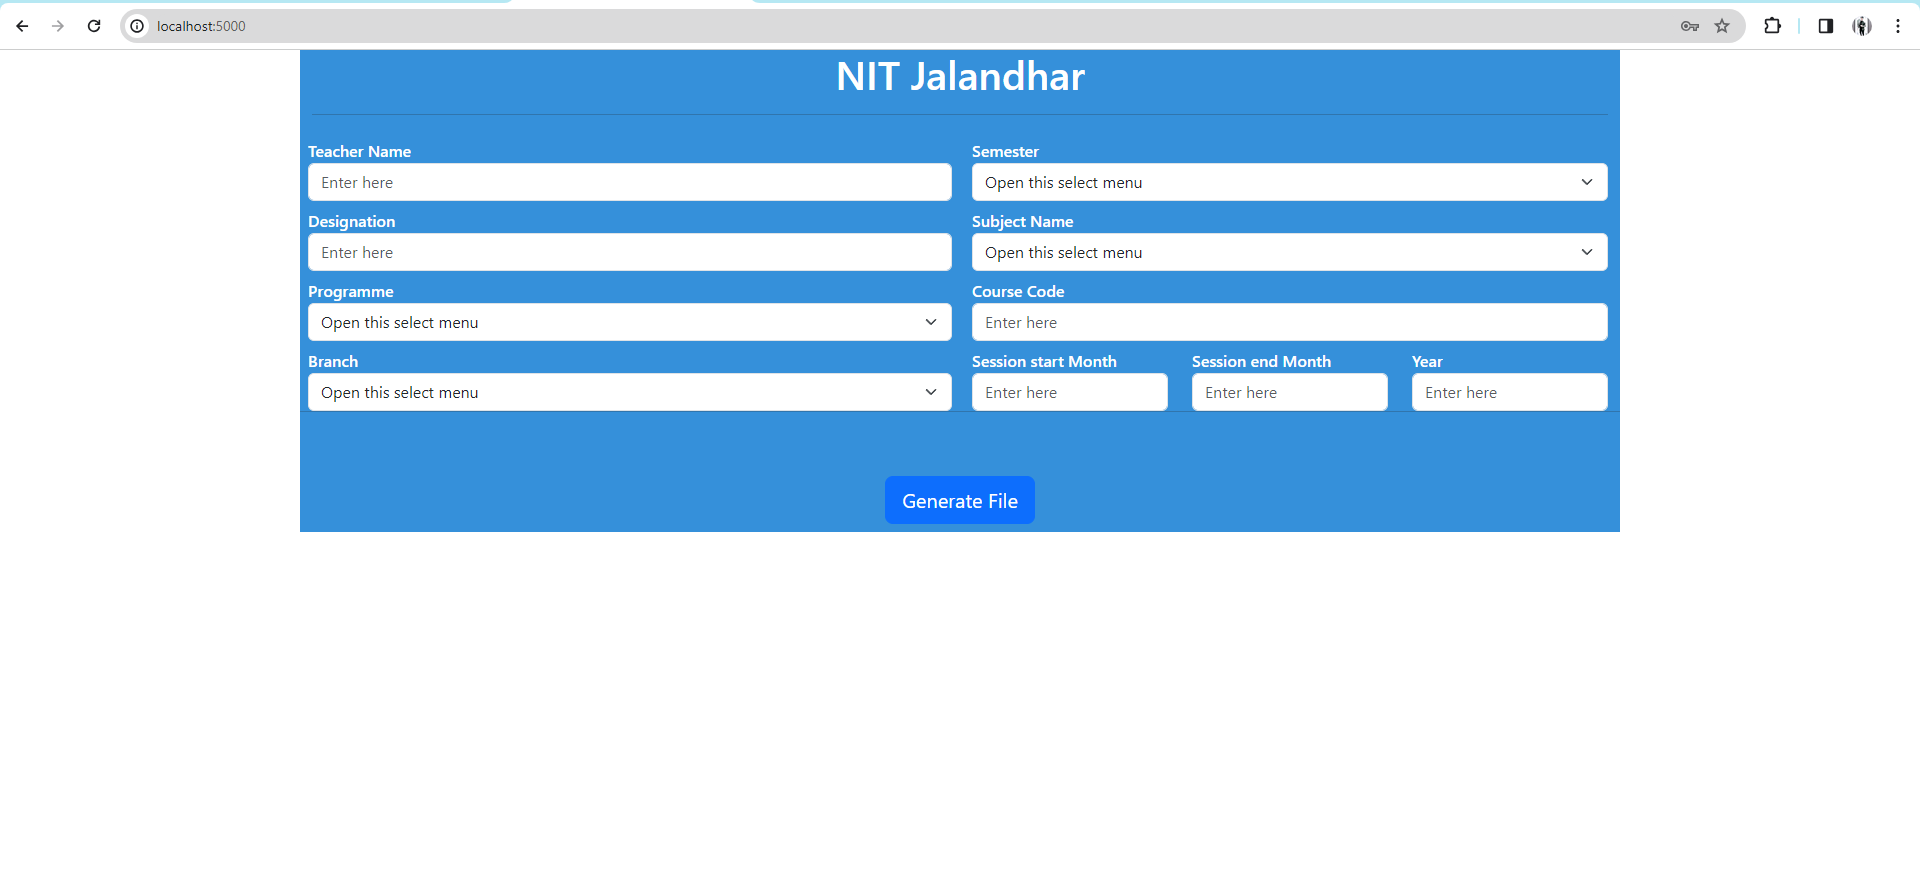 localhost:5000
NIT Jalandhar
Teacher Name
Enter here
Semester
Open this select menu
Designation
Enter here
Subject Name
Open this select menu
Programme
Open this select menu
Course Code
Enter here
Branch
Open this select menu
Session start Month
Enter here
Session end Month
Enter here
Year
Enter here
Generate File